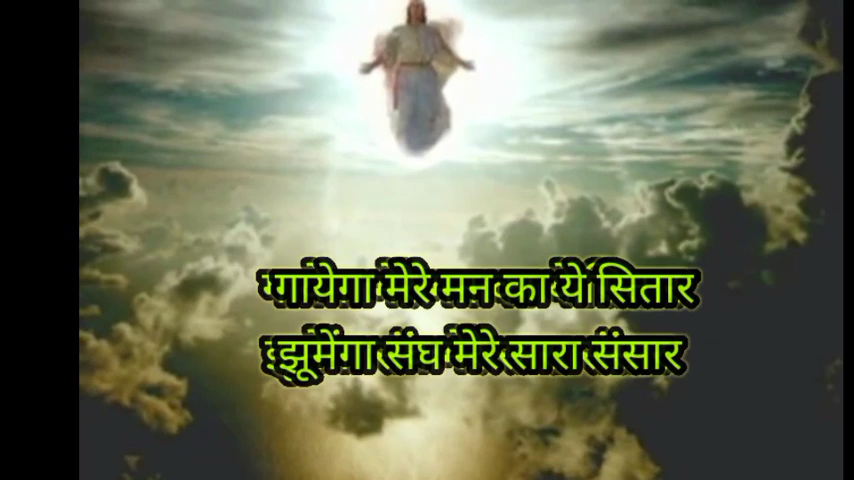 गायेगा मेरे मन का ये सितार
झूमेंगा संघ मेरे सारा संसार